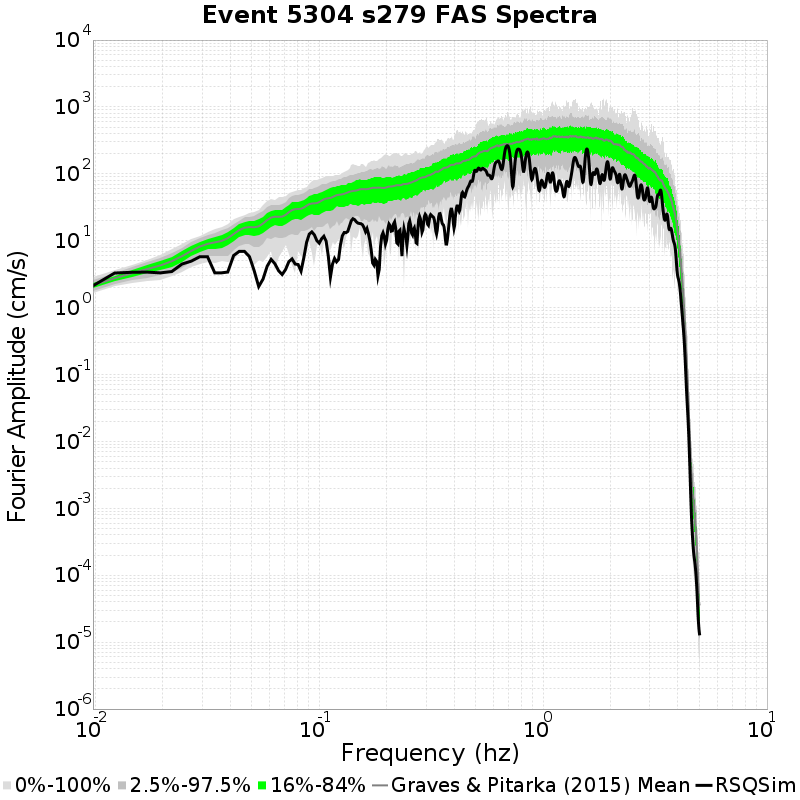 Event 5304 s279 FAS Spectra
10^4
10^3
10^2
10^1
10^0
10^-1
10^-2
10^-3
10^-4
10^-5
10^-6
Fourier Amplitude (cm/s)
10^-2 10^-1 10^0 10^1
Frequency (hz)
0%-100% 2.5%-97.5% 16%-84% Graves & Pitarka (2015) Mean RSQSim